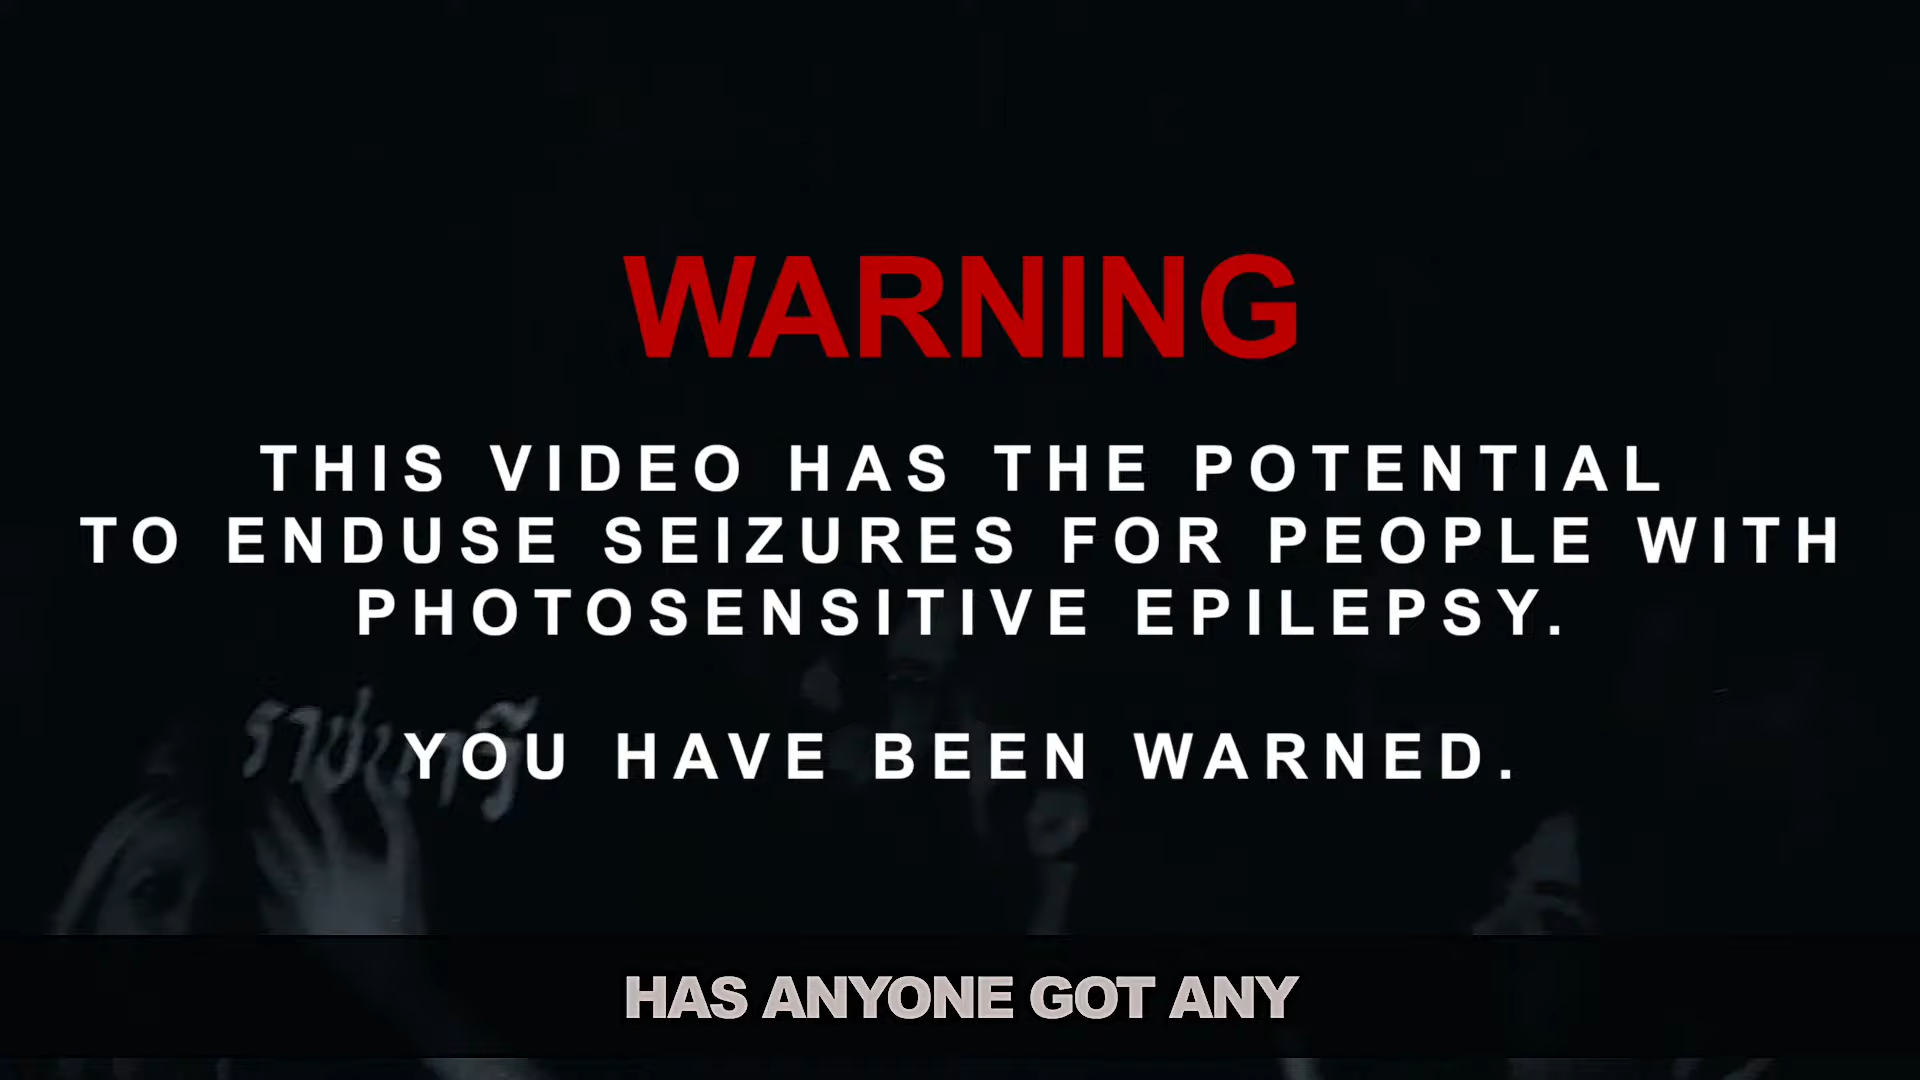 WARNING
THIS VIDEO HAS THE POTENTIAL
TO ENDUSE SEIZURES FOR PEOPLE WITH
PHOTOSENSITIVE EPILEPSY.
YOU HAVE BEEN WARNED.
HAS ANYONE GOT ANY